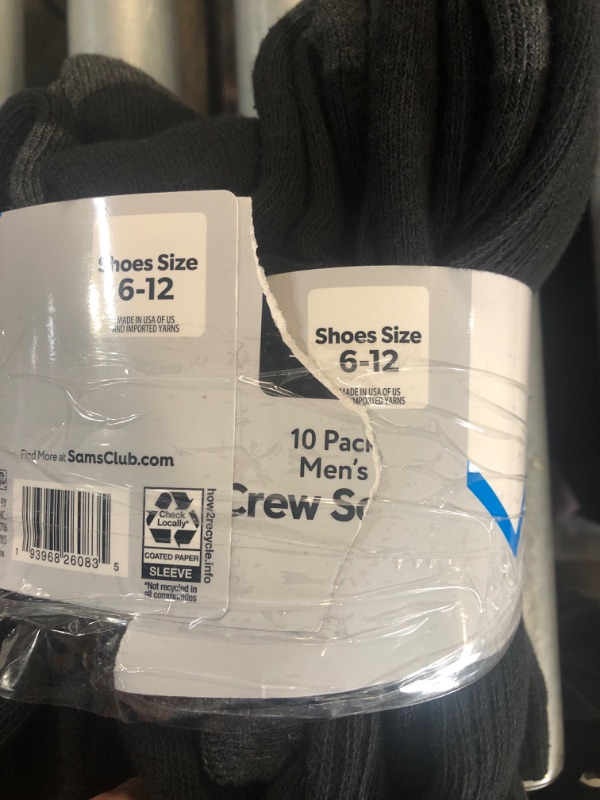 Shoes Size
6-12
MADE IN USA OF US
AND IMPORTED YARNS
Shoes Size
6-12
MADE IN USA OF US
IMPORTED YARNS
10 Pack
Men's
Crew So
Find More at SamsClub.com
1 93968 26083 5
Check
Locally*
COATED PAPER
SLEEVE
*Not recycled in
all communities
how2recycle.info